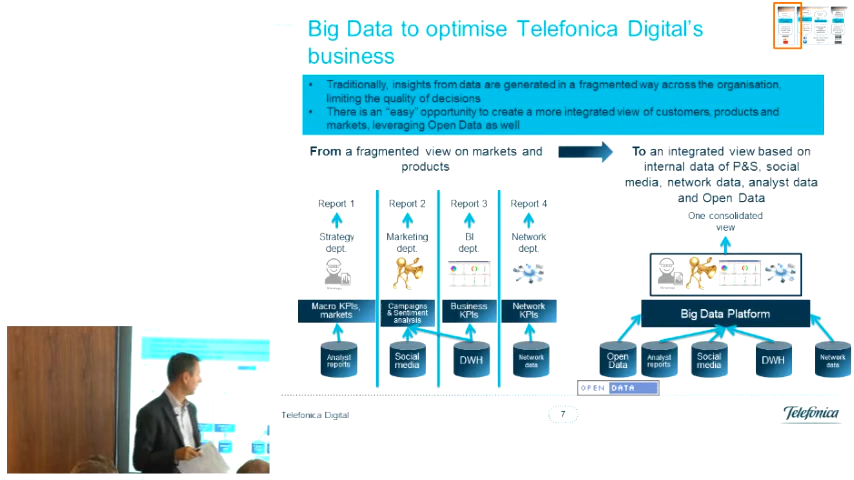 Big Data to optimise Telefonica Digital's
business
• Traditionally, insights from data are generated in a fragmented way across the organisation,
limiting the quality of decisions
• There is an "easy" opportunity to create a more integrated view of customers, products and
markets, leveraging Open Data as well
From a fragmented view on markets and
products
To an integrated view based on
internal data of P&S, social
media, network data, analyst data
and Open Data
One consolidated
view
Report 1
Report 2
Report 3
Report 4
Strategy
dept.
Marketing
dept.
BI
dept.
Network
dept.
Macro KPIs,
markets
Campaigns
& Sentiment
analysis
Business
KPIs
Network
KPIs
Big Data Platform
Analyst
reports
Social
media
DWH
Network
data
Open
Data
Analyst
reports
Social
media
DWH
Network
data
OPEN DATA
Telefonica Digital
7
Telefónica